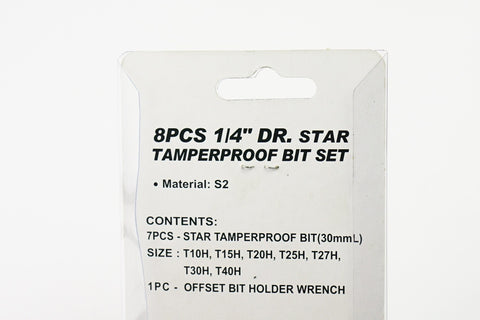 8PCS 1/4" DR. STAR
TAMPERPROOF BIT SET
• Material: S2
CONTENTS:
7PCS - STAR TAMPERPROOF BIT(30mmL)
SIZE : T10H, T15H, T20H, T25H, T27H,
T30H, T40H
1PC - OFFSET BIT HOLDER WRENCH